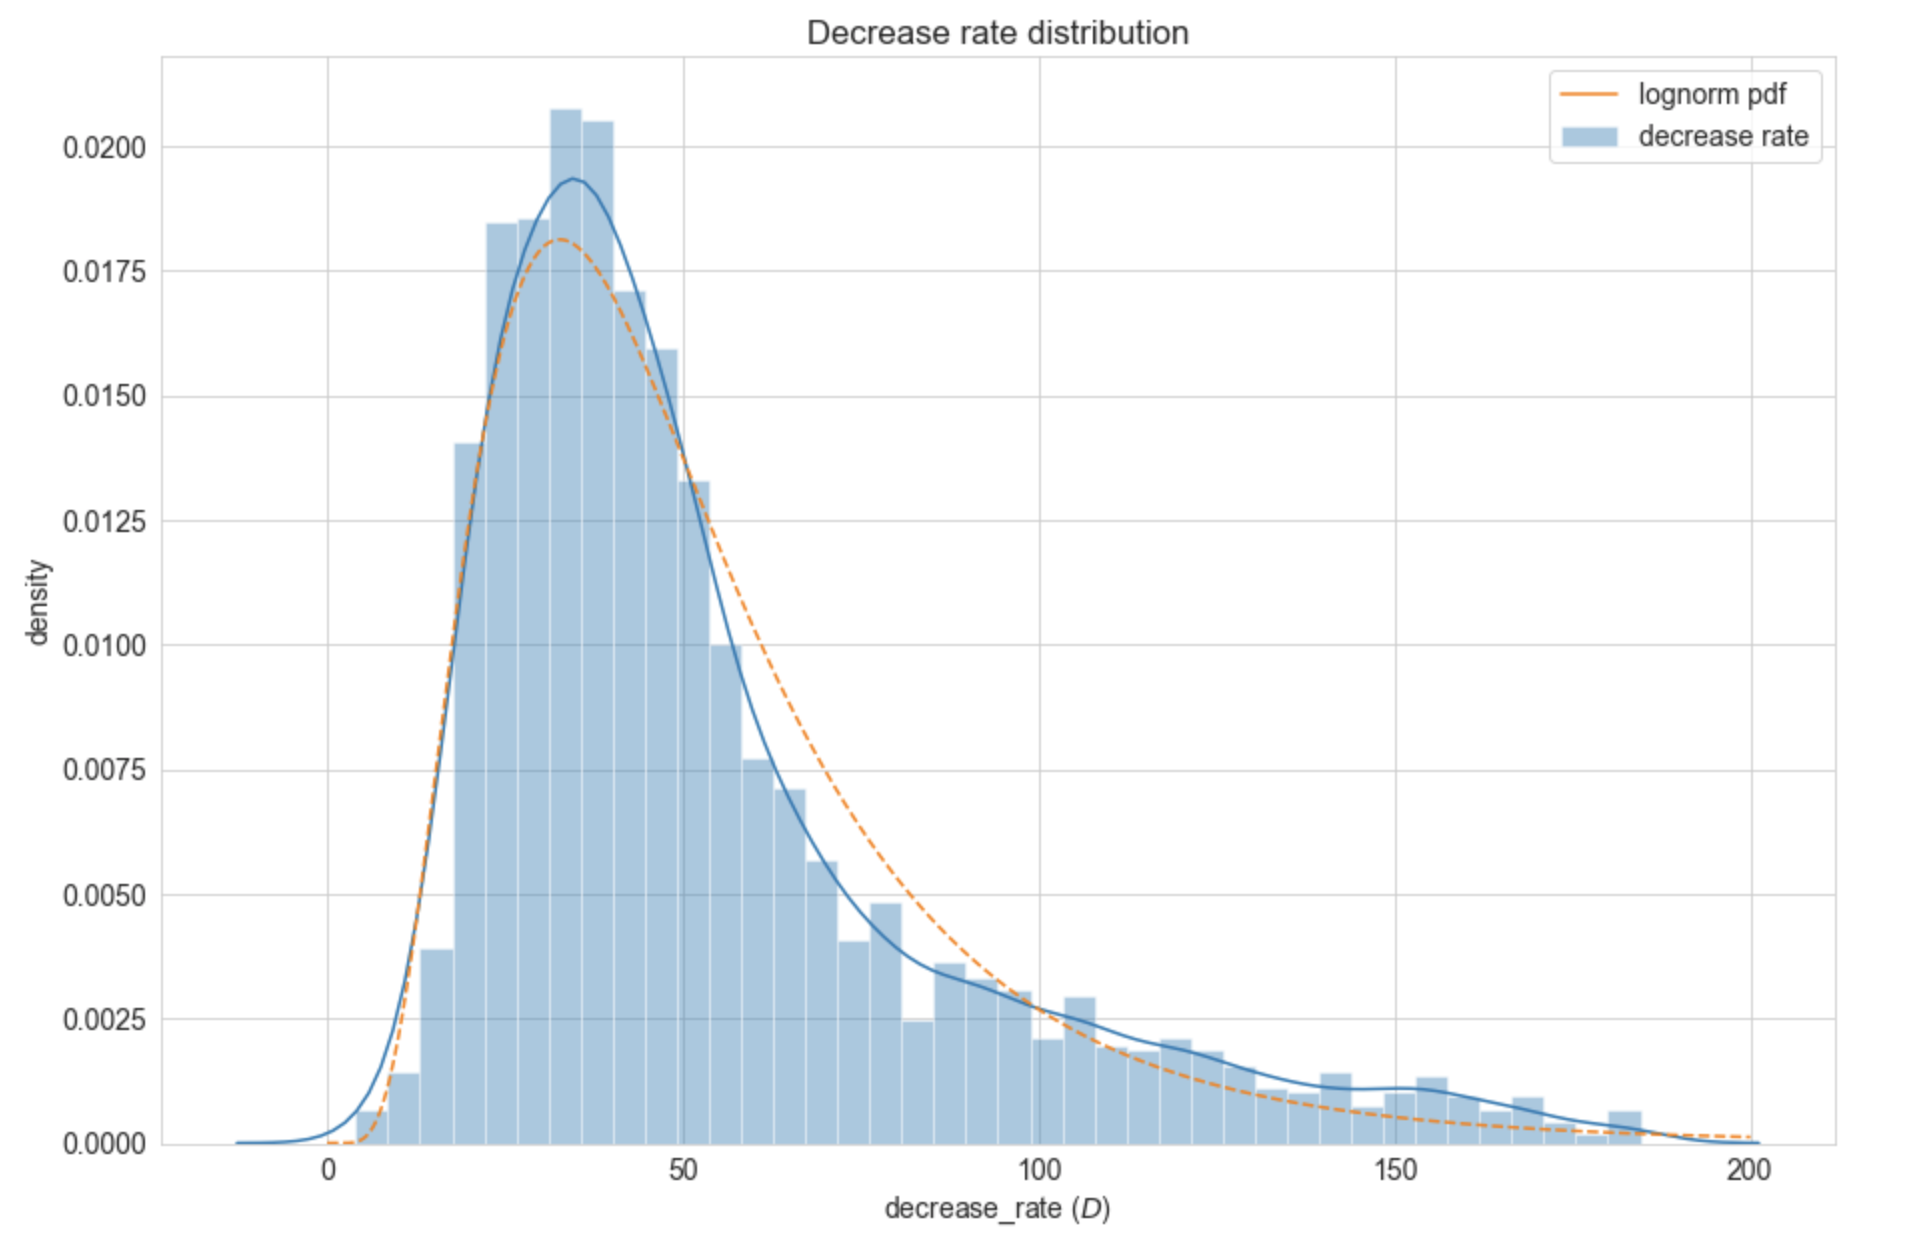 Decrease rate distribution
lognorm pdf
decrease rate
0.0200
0.0175
0.0150
0.0125
0.0100
0.0075
0.0050
0.0025
0.0000
density
0 50 100 150 200
decrease_rate (D)